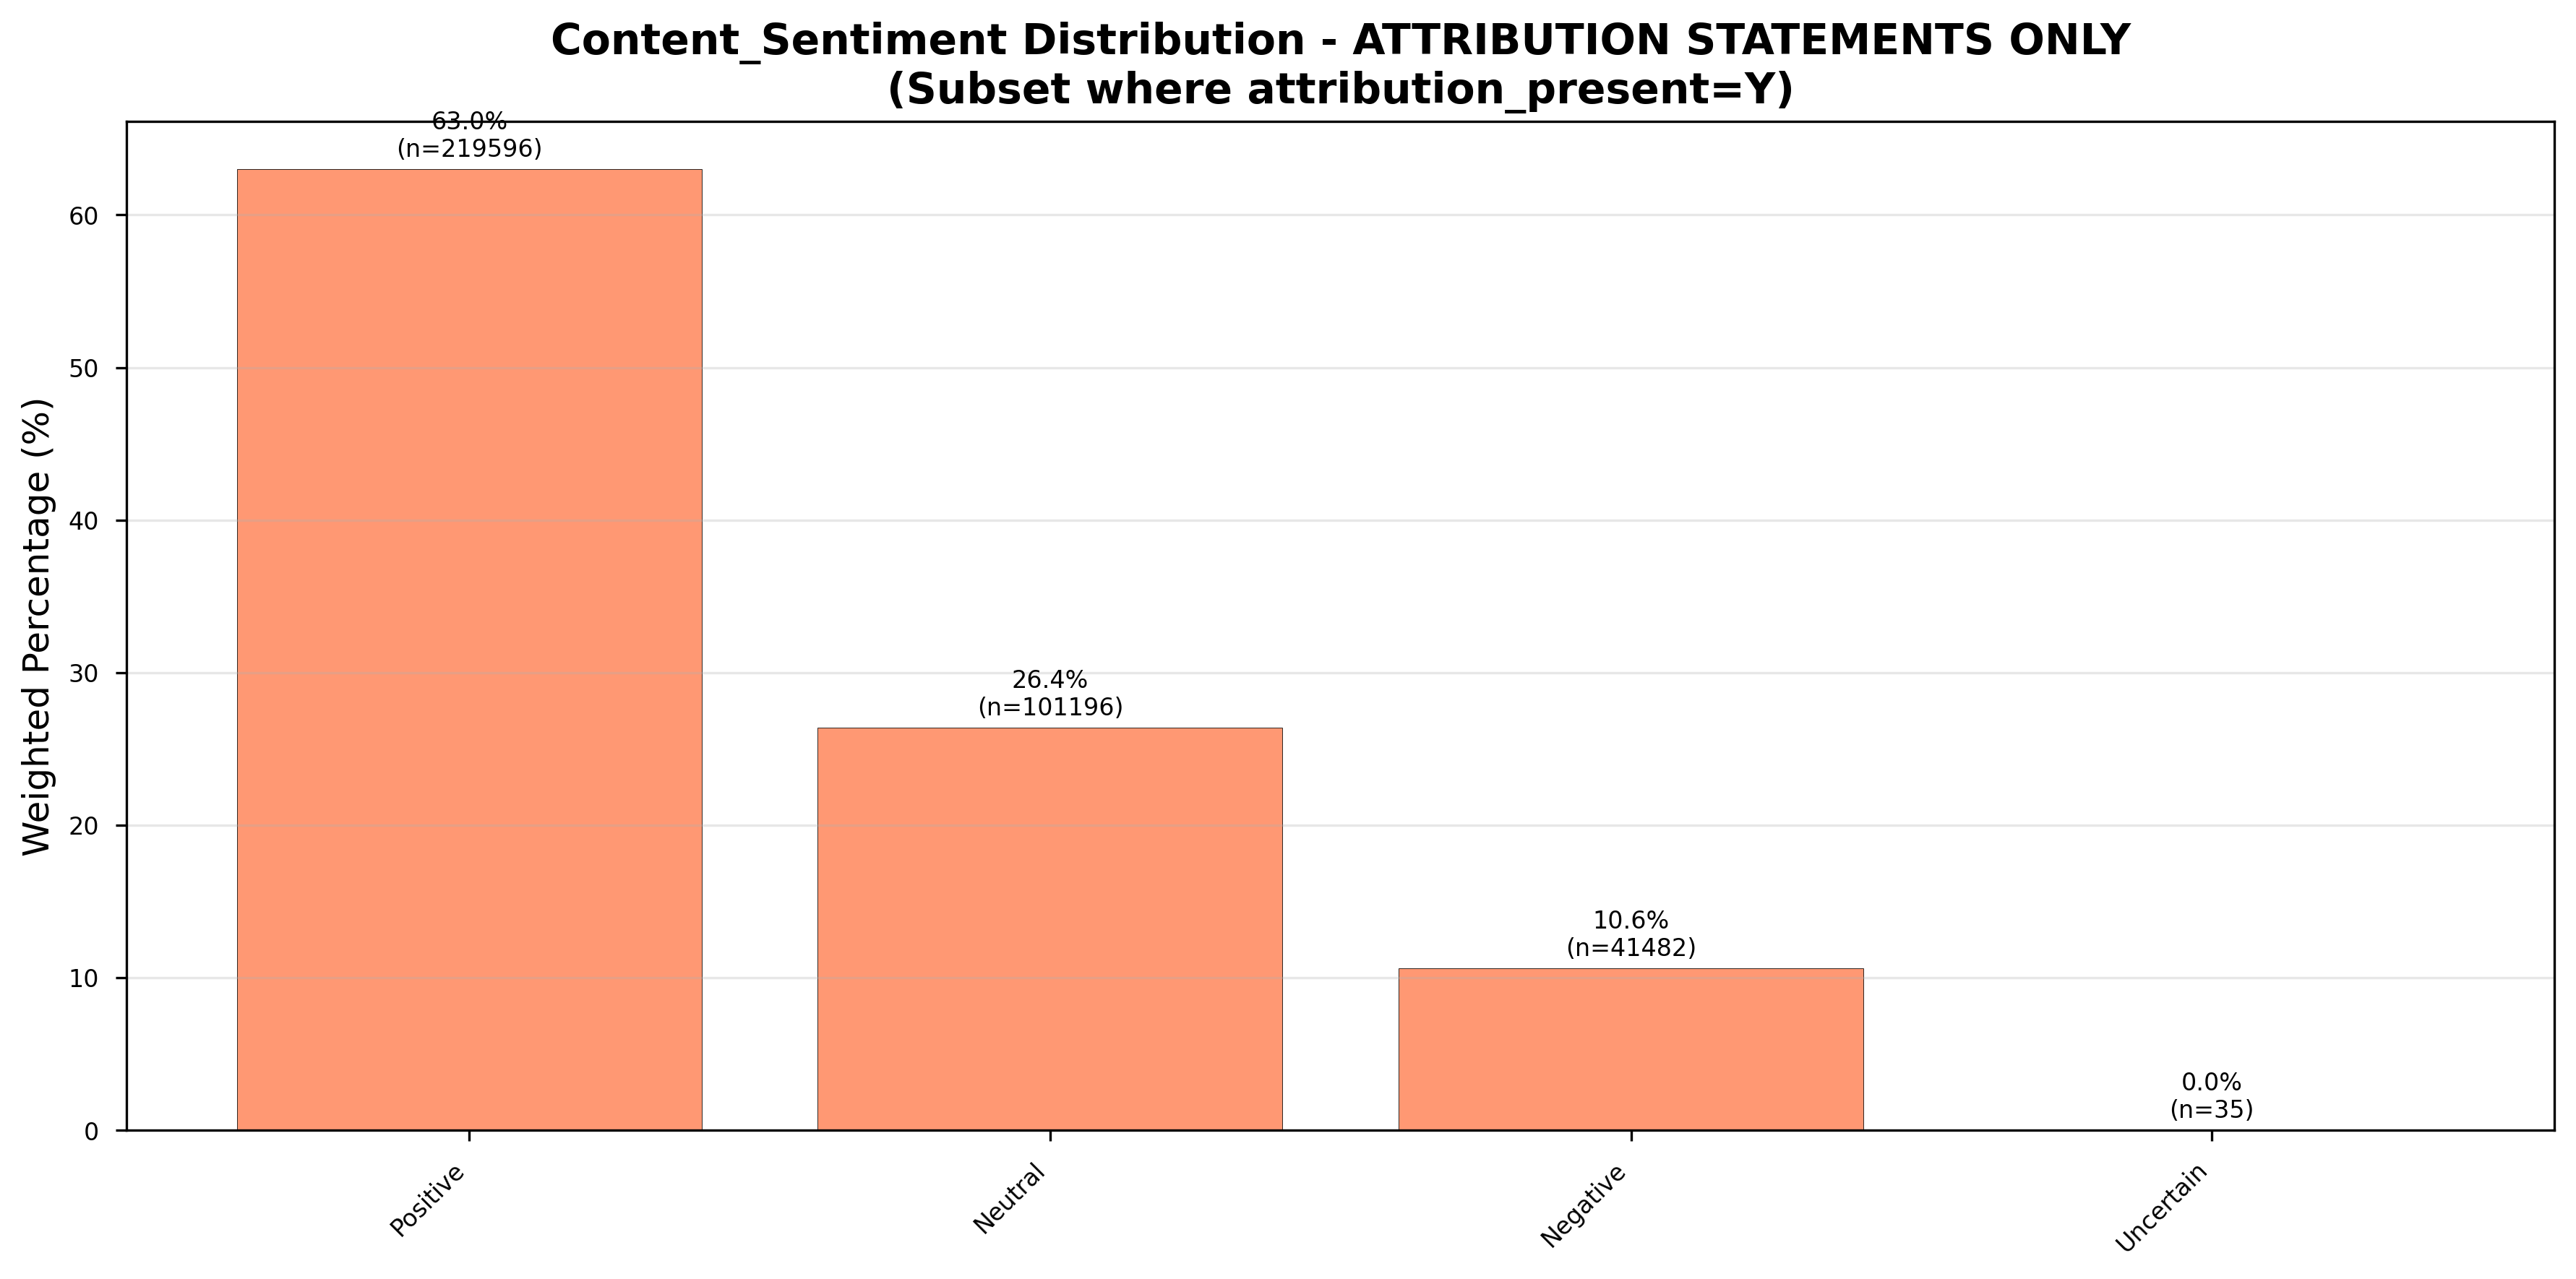 Content_Sentiment Distribution - ATTRIBUTION STATEMENTS ONLY
(Subset where attribution_present=Y)
Weighted Percentage (%)
60
50
40
30
20
10
0
63.0%
(n=219596)
26.4%
(n=101196)
10.6%
(n=41482)
0.0%
(n=35)
Positive
Neutral
Negative
Uncertain